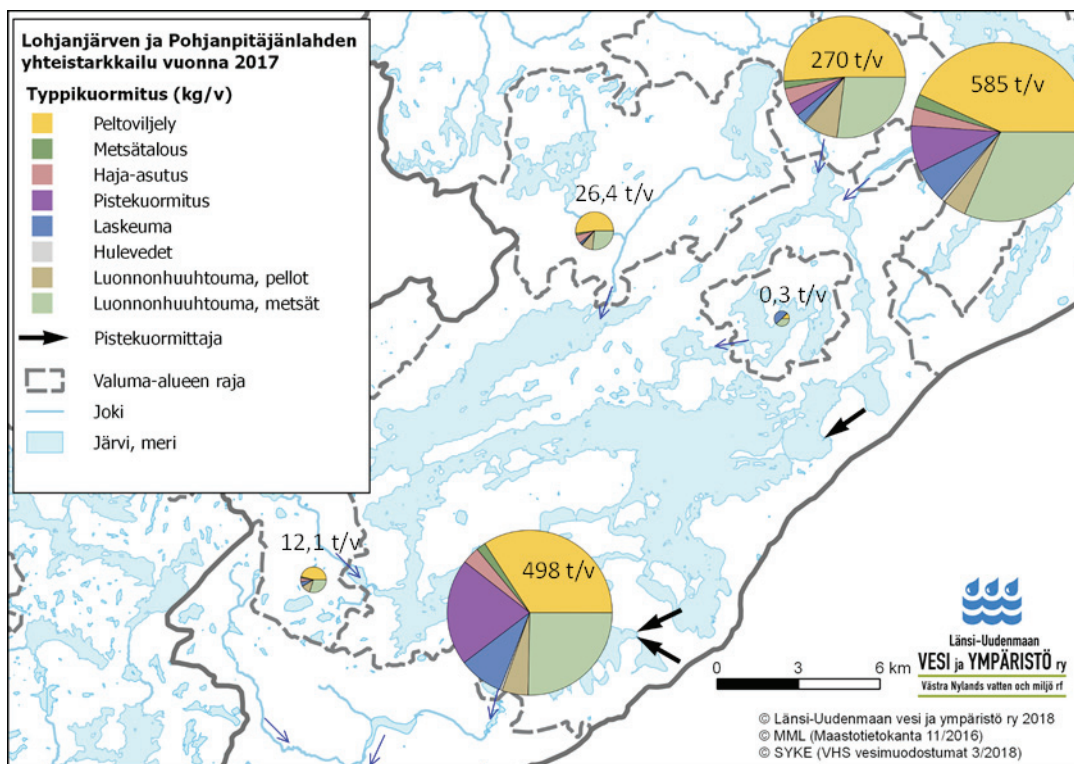 Lohjanjärven ja Pohjanpitäjänlahden
yhteistarkkailu vuonna 2017
Typpikuormitus (kg/v)
Peltoviljely
Metsätalous
Haja-asutus
Pistekuormitus
Laskeuma
Hulevedet
Luonnonhuuhtouma, pellot
Luonnonhuuhtouma, metsät
Pistekuormittaja
Valuma-alueen raja
Joki
Järvi, meri
270 t/v
585 t/v
26,4 t/v
0,3 t/v
12,1 t/v
498 t/v
0 3 6 km
Länsi-Uudenmaan
VESI ja YMPÄRISTÖ ry
Västra Nylands vatten och miljö rf
© Länsi-Uudenmaan vesi ja ympäristö ry 2018
© MML (Maastotietokanta 11/2016)
© SYKE (VHS vesimuodostumat 3/2018)